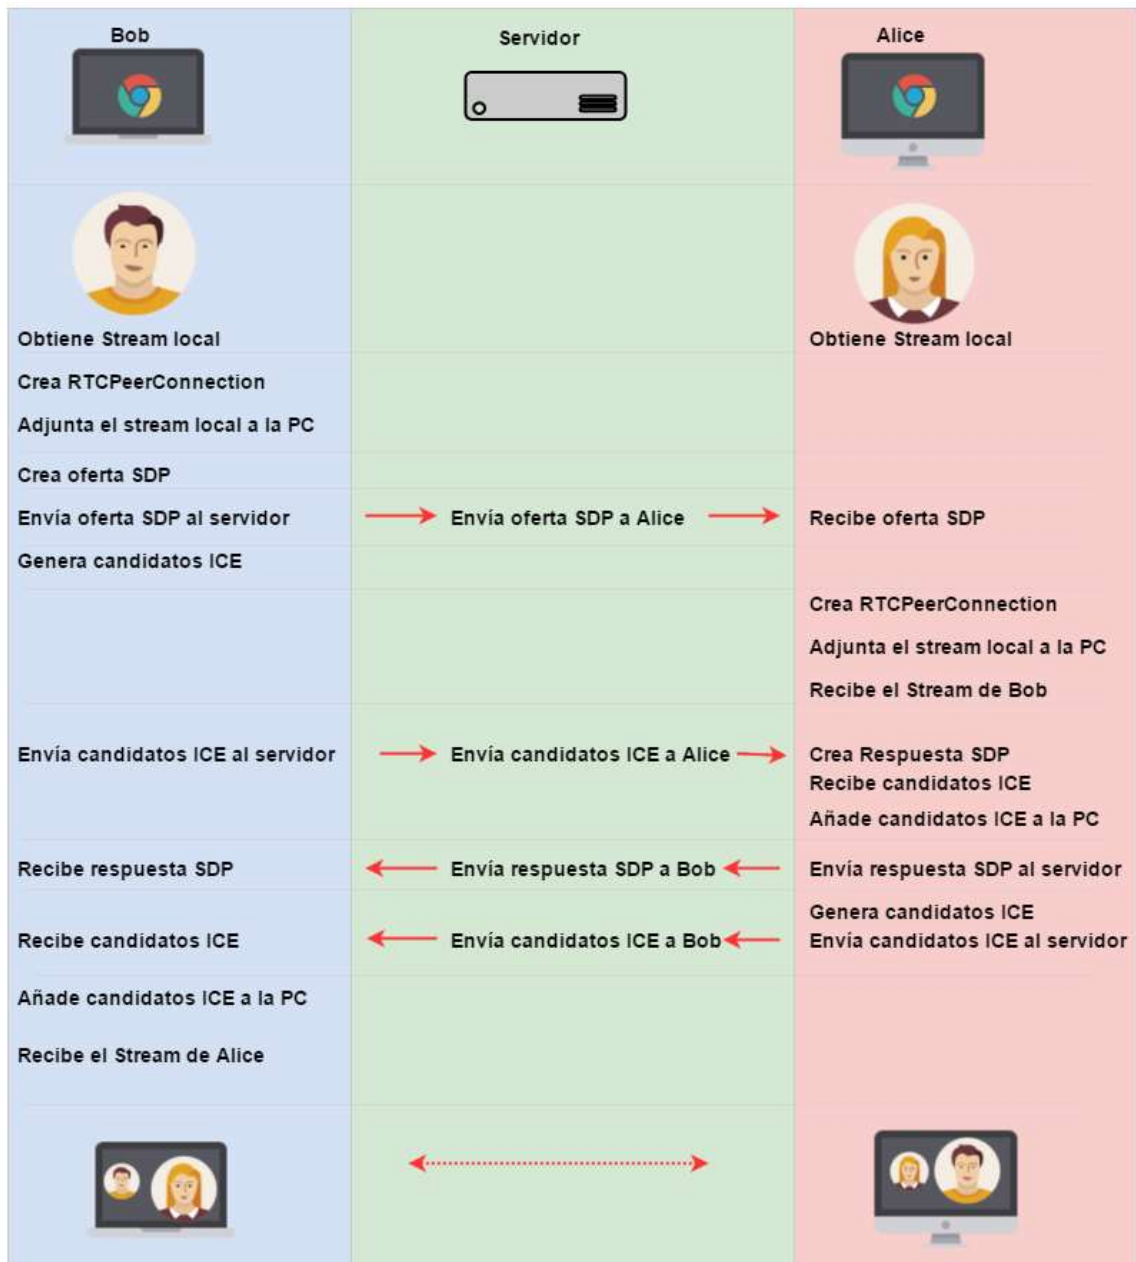 Bob
Servidor
Alice
Obtiene Stream local
Obtiene Stream local
Crea RTCPeerConnection
Adjunta el stream local a la PC
Crea oferta SDP
Envía oferta SDP al servidor
Envía oferta SDP a Alice
Recibe oferta SDP
Genera candidatos ICE
Crea RTCPeerConnection
Adjunta el stream local a la PC
Recibe el Stream de Bob
Envía candidatos ICE al servidor
Envía candidatos ICE a Alice
Crea Respuesta SDP
Recibe candidatos ICE
Añade candidatos ICE a la PC
Recibe respuesta SDP
Envía respuesta SDP a Bob
Envía respuesta SDP al servidor
Genera candidatos ICE
Recibe candidatos ICE
Envía candidatos ICE a Bob
Envía candidatos ICE al servidor
Añade candidatos ICE a la PC
Recibe el Stream de Alice